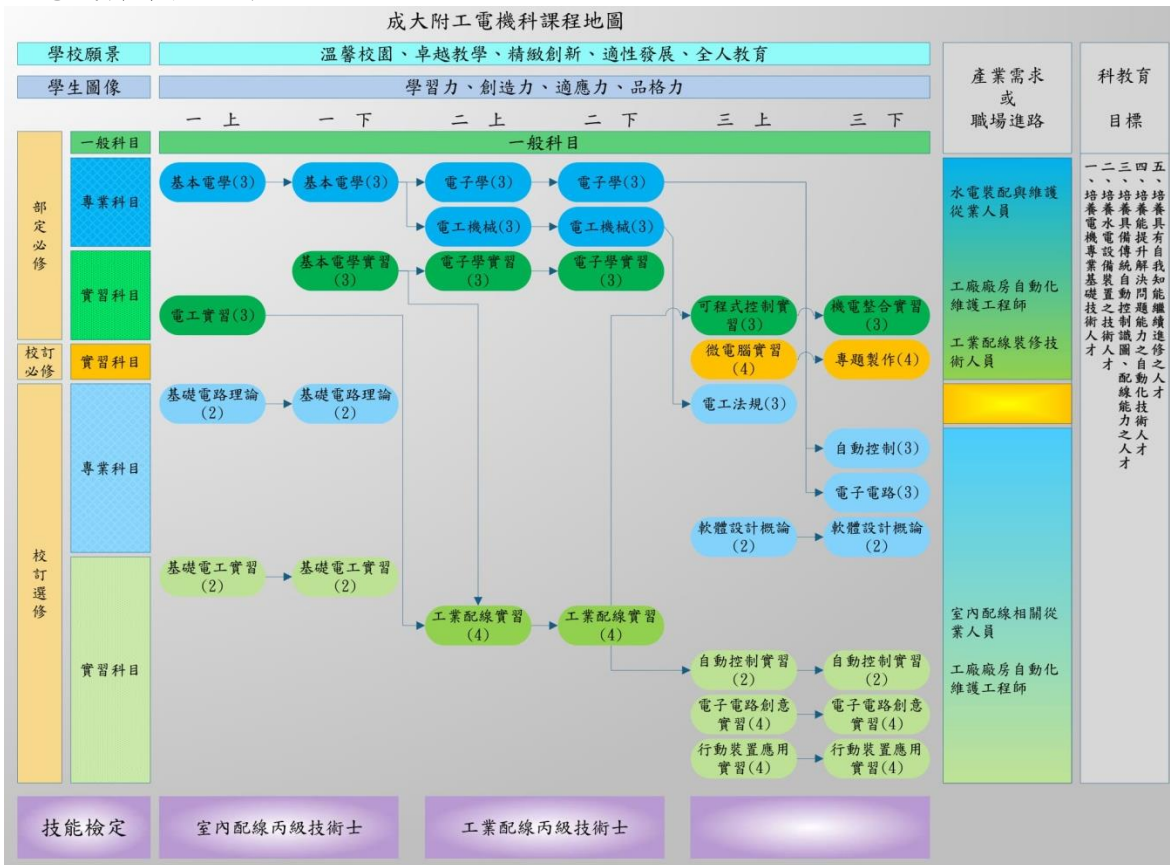 成大附工電機科課程地圖
學校願景
溫馨校園、卓越教學、精緻創新、適性發展、全人教育
學生圖像
學習力、創造力、適應力、品格力
產業需求
或
職場進路
科教育
目標
一 上
一 下
二 上
二 下
三 上
三 下
部定必修
一般科目
一般科目
專業科目
基本電學(3)
基本電學(3)
電子學(3)
電子學(3)
電工機械(3)
電工機械(3)
實習科目
基本電學實習
(3)
電子學實習
(3)
電子學實習
(3)
電工實習(3)
可程式控制實
習(3)
機電整合實習
(3)
校訂
必修
實習科目
微電腦實習
(4)
專題製作(4)
校訂選修
專業科目
基礎電路理論
(2)
基礎電路理論
(2)
電工法規(3)
自動控制(3)
電子電路(3)
軟體設計概論
(2)
軟體設計概論
(2)
實習科目
基礎電工實習
(2)
基礎電工實習
(2)
工業配線實習
(4)
工業配線實習
(4)
自動控制實習
(2)
自動控制實習
(2)
電子電路創意
實習(4)
電子電路創意
實習(4)
行動裝置應用
實習(4)
行動裝置應用
實習(4)
水電裝配與維護
從業人員
工廠廠房自動化
維護工程師
工業配線裝修技
術人員
室內配線相關從
業人員
工廠廠房自動化
維護工程師
一、培養電機專業基礎技術人才
二、培養水電設備裝置之技術人才
三、培養具備傳統自動控制識圖、配線能力之人才
四、培養能提升解決問題能力之自動化技術人才
五、培養具有自我知能繼續進修之人才
技能檢定
室內配線丙級技術士
工業配線丙級技術士